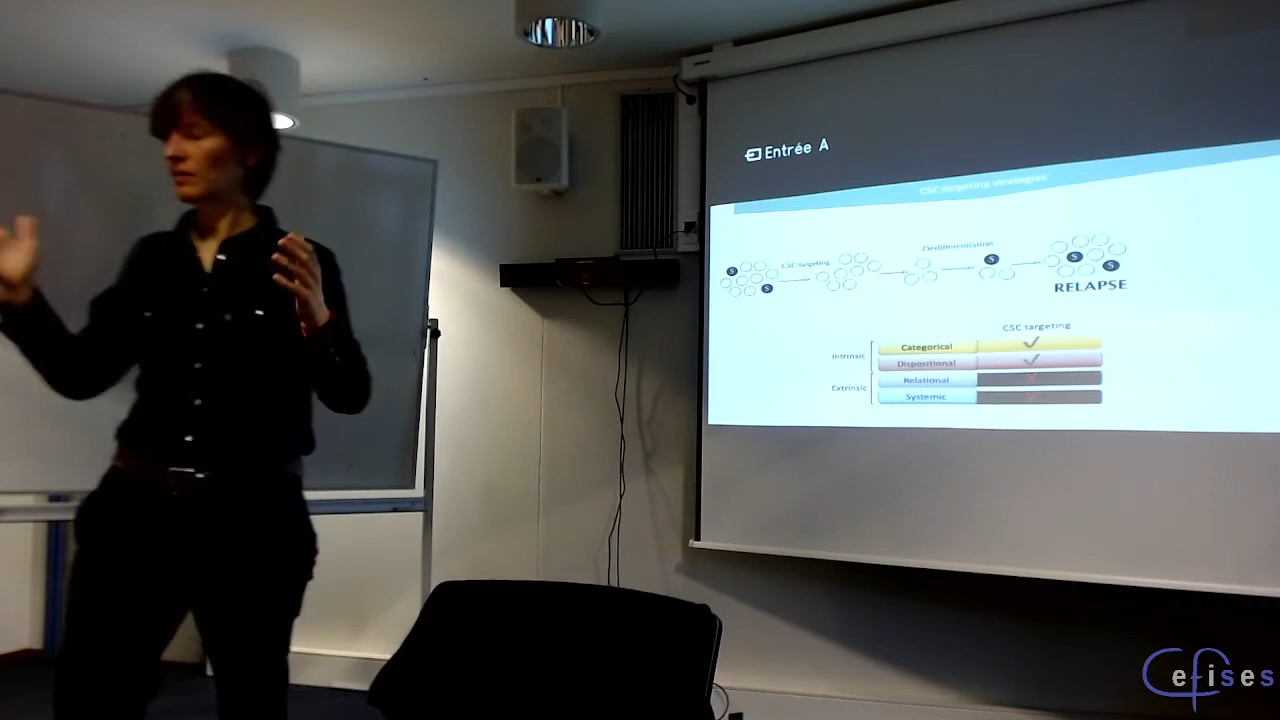 Entrée A
CSC targeting strategies
CSC-targeting
Dedifferentiation
S
S
S
S
S
RELAPSE
CSC targeting
Intrinsic
Categorical ✓
Dispositional ✓
Extrinsic
Relational X
Systemic X
Cefises